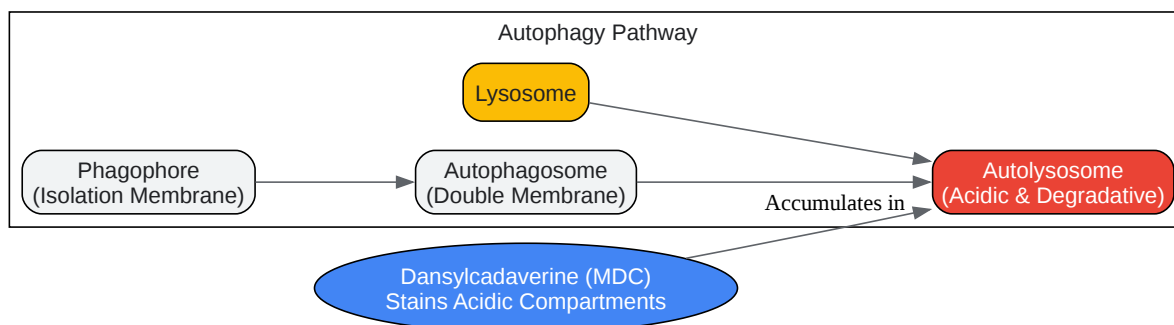 Autophagy Pathway
Lysosome
Phagophore
(Isolation Membrane)
Autophagosome
(Double Membrane)
Autolysosome
(Acidic & Degradative)
Accumulates in
Dansylcadaverine (MDC)
Stains Acidic Compartments